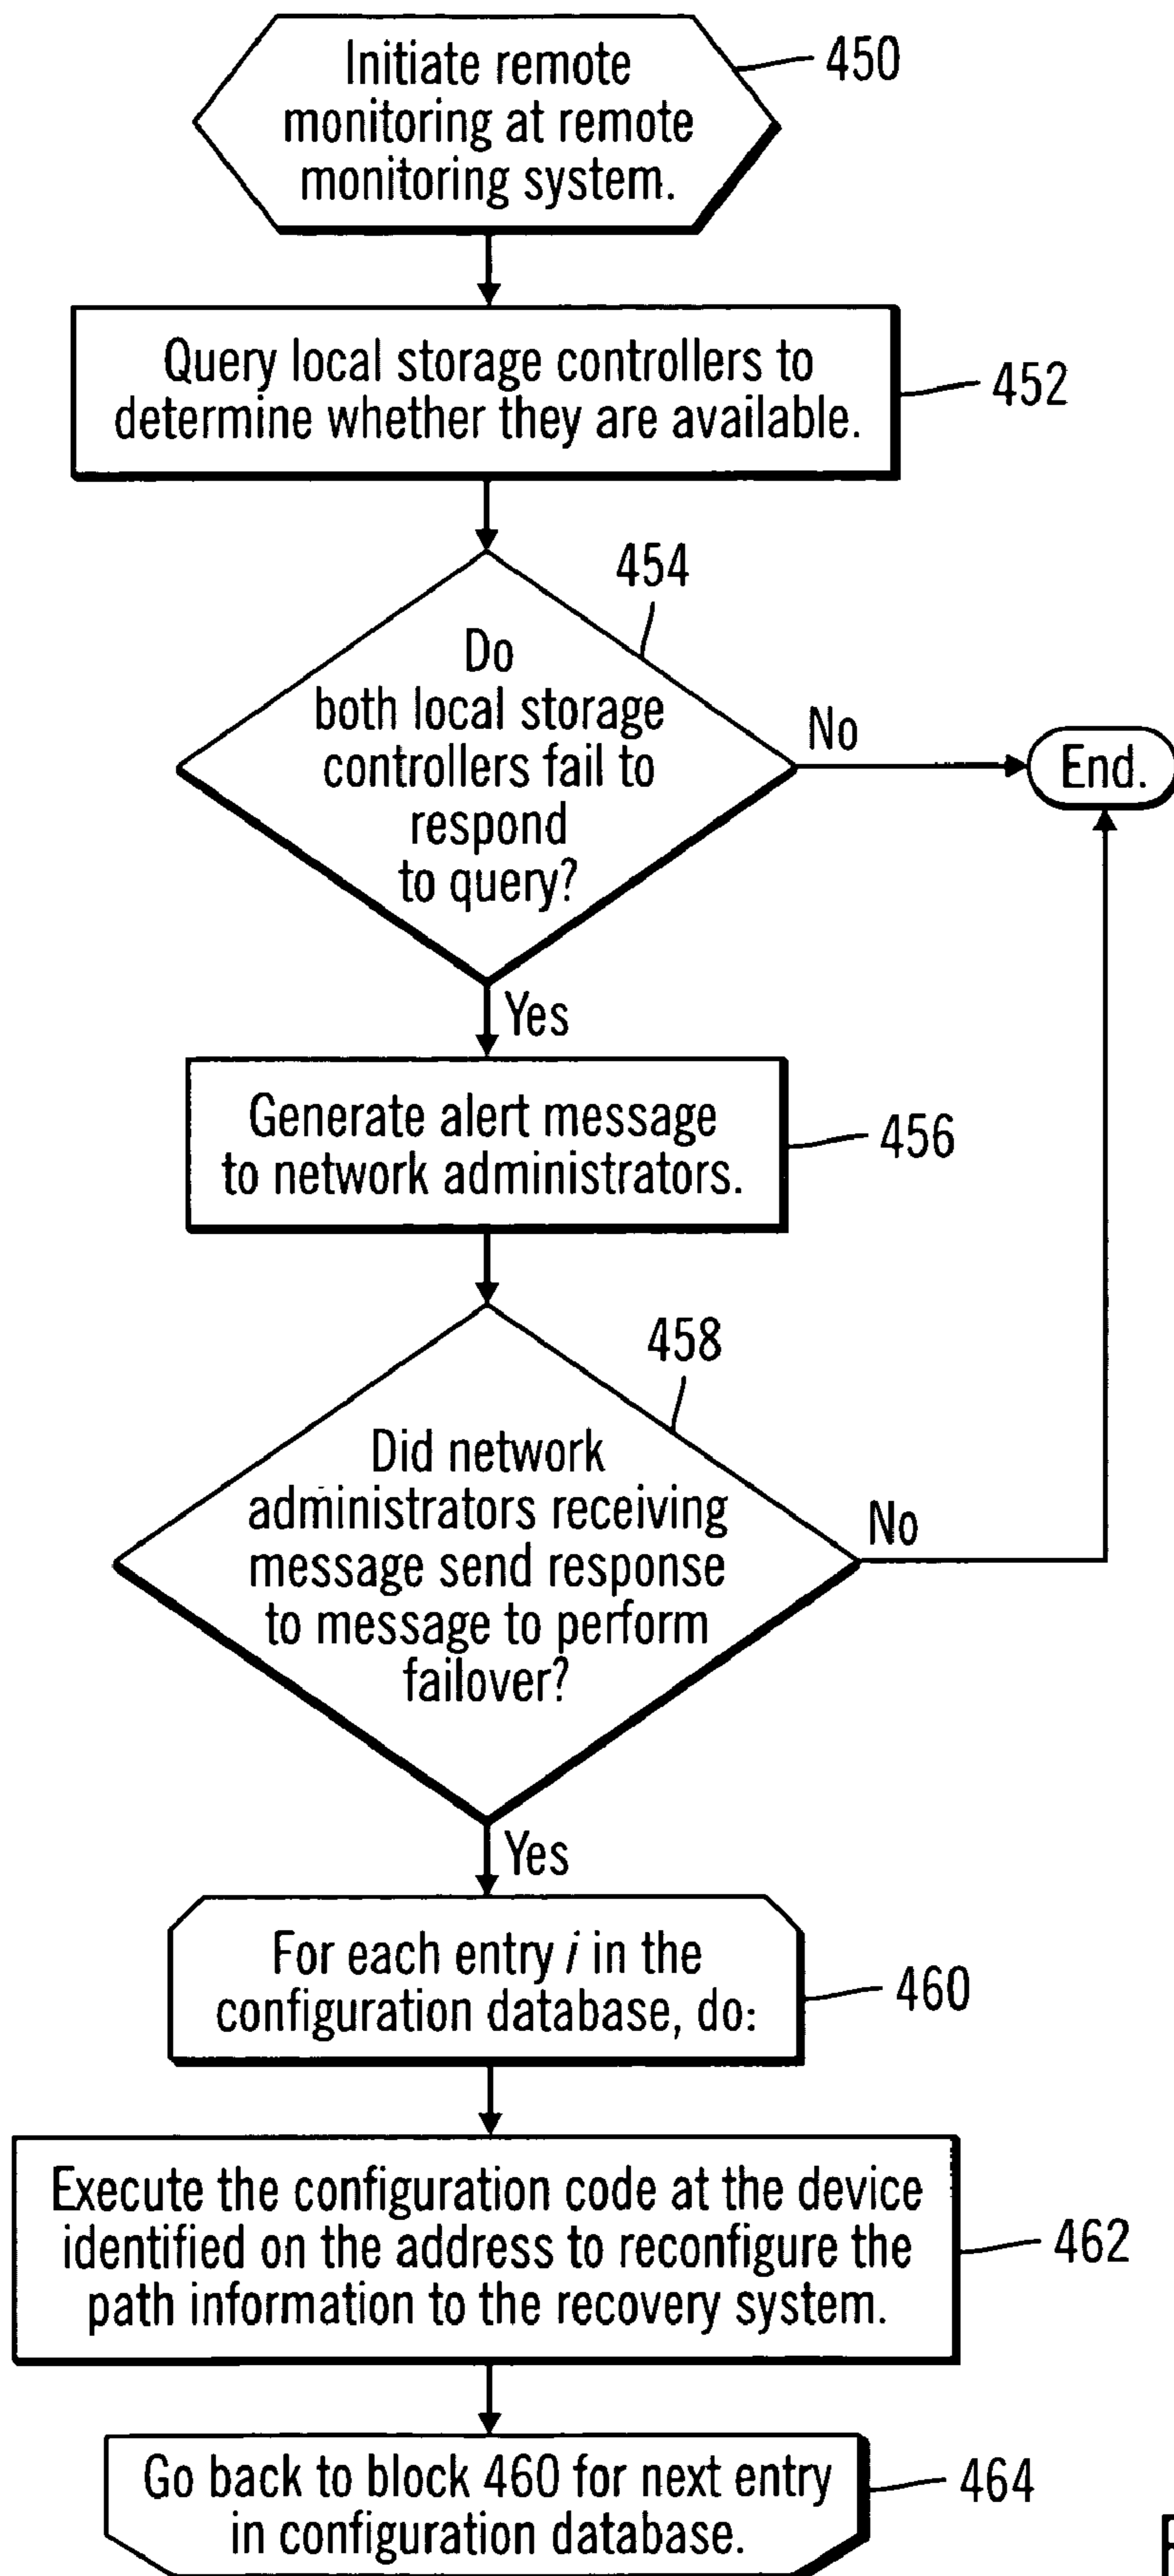 Initiate remote
monitoring at remote
monitoring system.
450
Query local storage controllers to
determine whether they are available.
452
454
Do
both local storage
controllers fail to
respond
to query?
No
End.
Yes
Generate alert message
to network administrators.
456
458
Did network
administrators receiving
message send response
to message to perform
failover?
No
Yes
For each entry i in the
configuration database, do:
460
Execute the configuration code at the device
identified on the address to reconfigure the
path information to the recovery system.
462
Go back to block 460 for next entry
in configuration database.
464